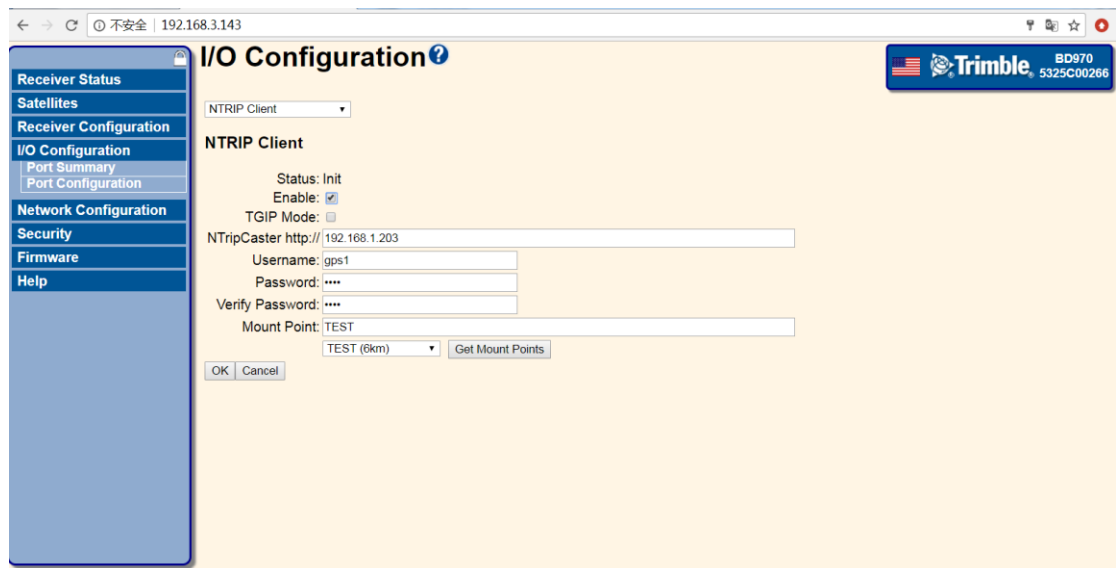 不安全 | 192.168.3.143
I/O Configuration?
Trimble® BD970
5325C00266
Receiver Status
Satellites
Receiver Configuration
I/O Configuration
Port Summary
Port Configuration
Network Configuration
Security
Firmware
Help
NTRIP Client
NTRIP Client
Status: Init
Enable:
TGIP Mode:
NTripCaster http:// 192.168.1.203
Username: gps1
Password: ••••
Verify Password: ••••
Mount Point: TEST
TEST (6km) Get Mount Points
OK Cancel